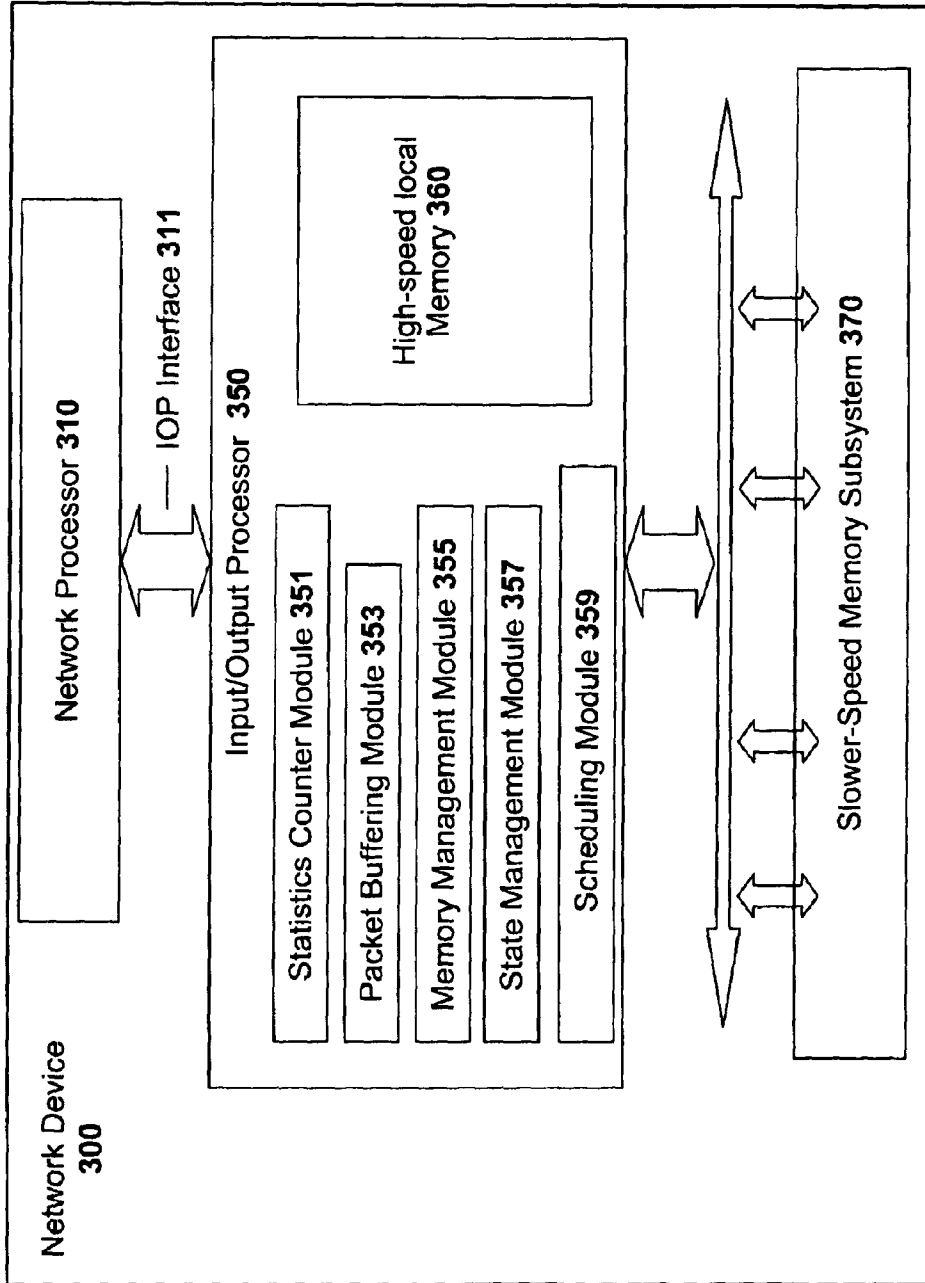 Network Device
300
Network Processor 310
IOP Interface 311
Input/Output Processor 350
Statistics Counter Module 351
Packet Buffering Module 353
Memory Management Module 355
State Management Module 357
Scheduling Module 359
High-speed local
Memory 360
Slower-Speed Memory Subsystem 370